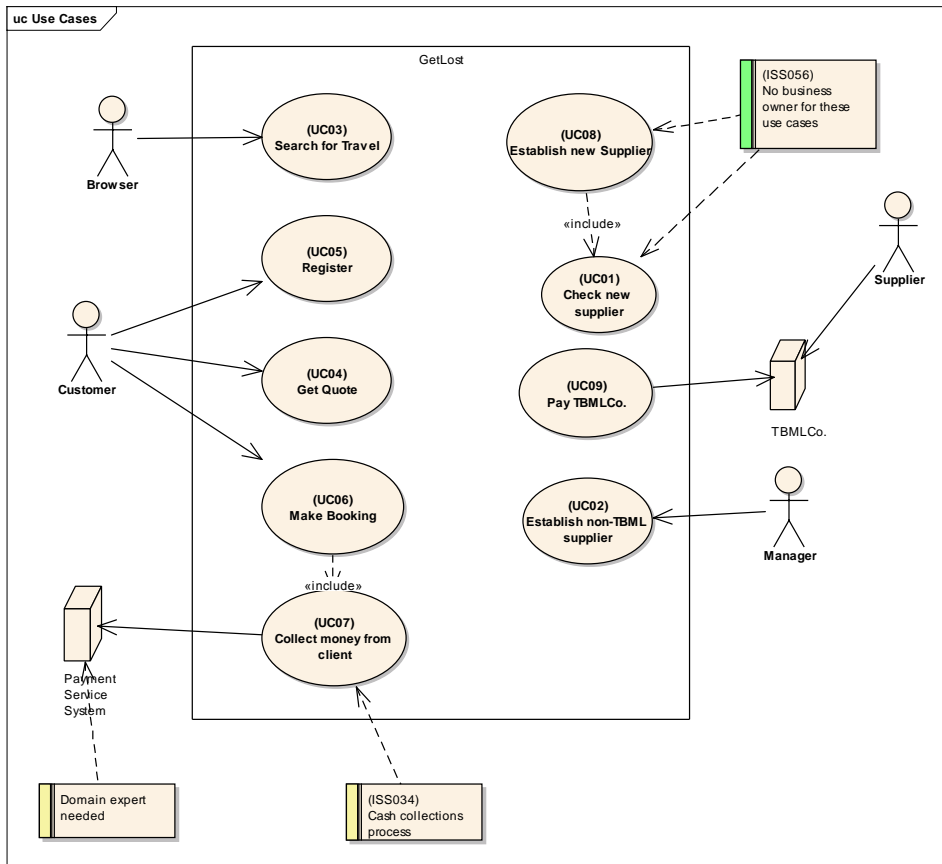 uc Use Cases
GetLost
(UC03)
Search for Travel
Browser
(UC05)
Register
Customer
(UC04)
Get Quote
(UC06)
Make Booking
«include»
(UC07)
Collect money from
client
Payment
Service
System
Domain expert
needed
(ISS034)
Cash collections
process
(UC08)
Establish new Supplier
«include»
(UC01)
Check new
supplier
(UC09)
Pay TBMLCo.
(UC02)
Establish non-TBML
supplier
(ISS056)
No business
owner for these
use cases
Supplier
TBMLCo.
Manager